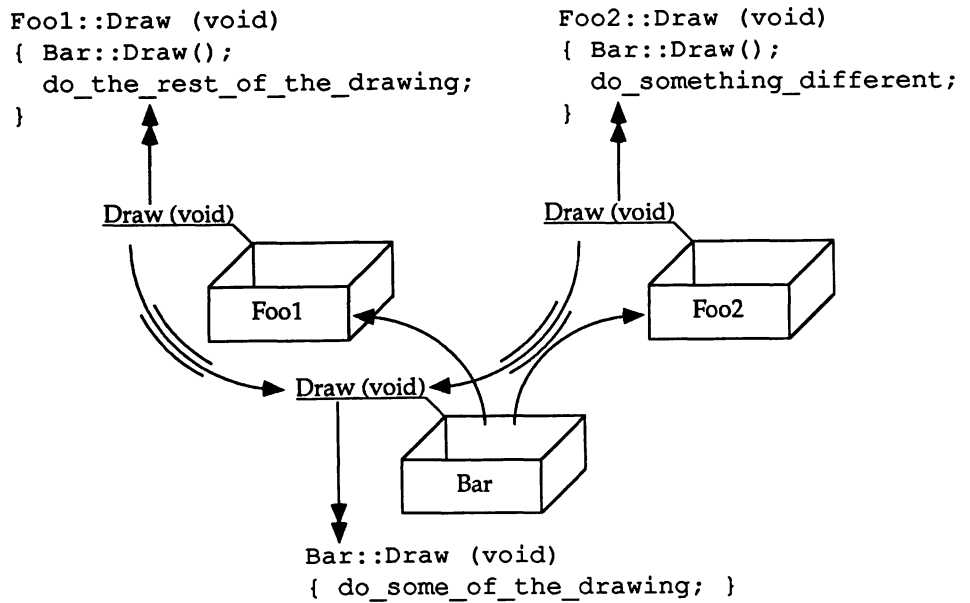 Foo1::Draw (void)
{ Bar::Draw();
do_the_rest_of_the_drawing;
}
Foo2::Draw (void)
{ Bar::Draw();
do_something_different;
}
Draw (void)
Draw (void)
Foo1
Foo2
Draw (void)
Bar
Bar::Draw (void)
{ do_some_of_the_drawing; }